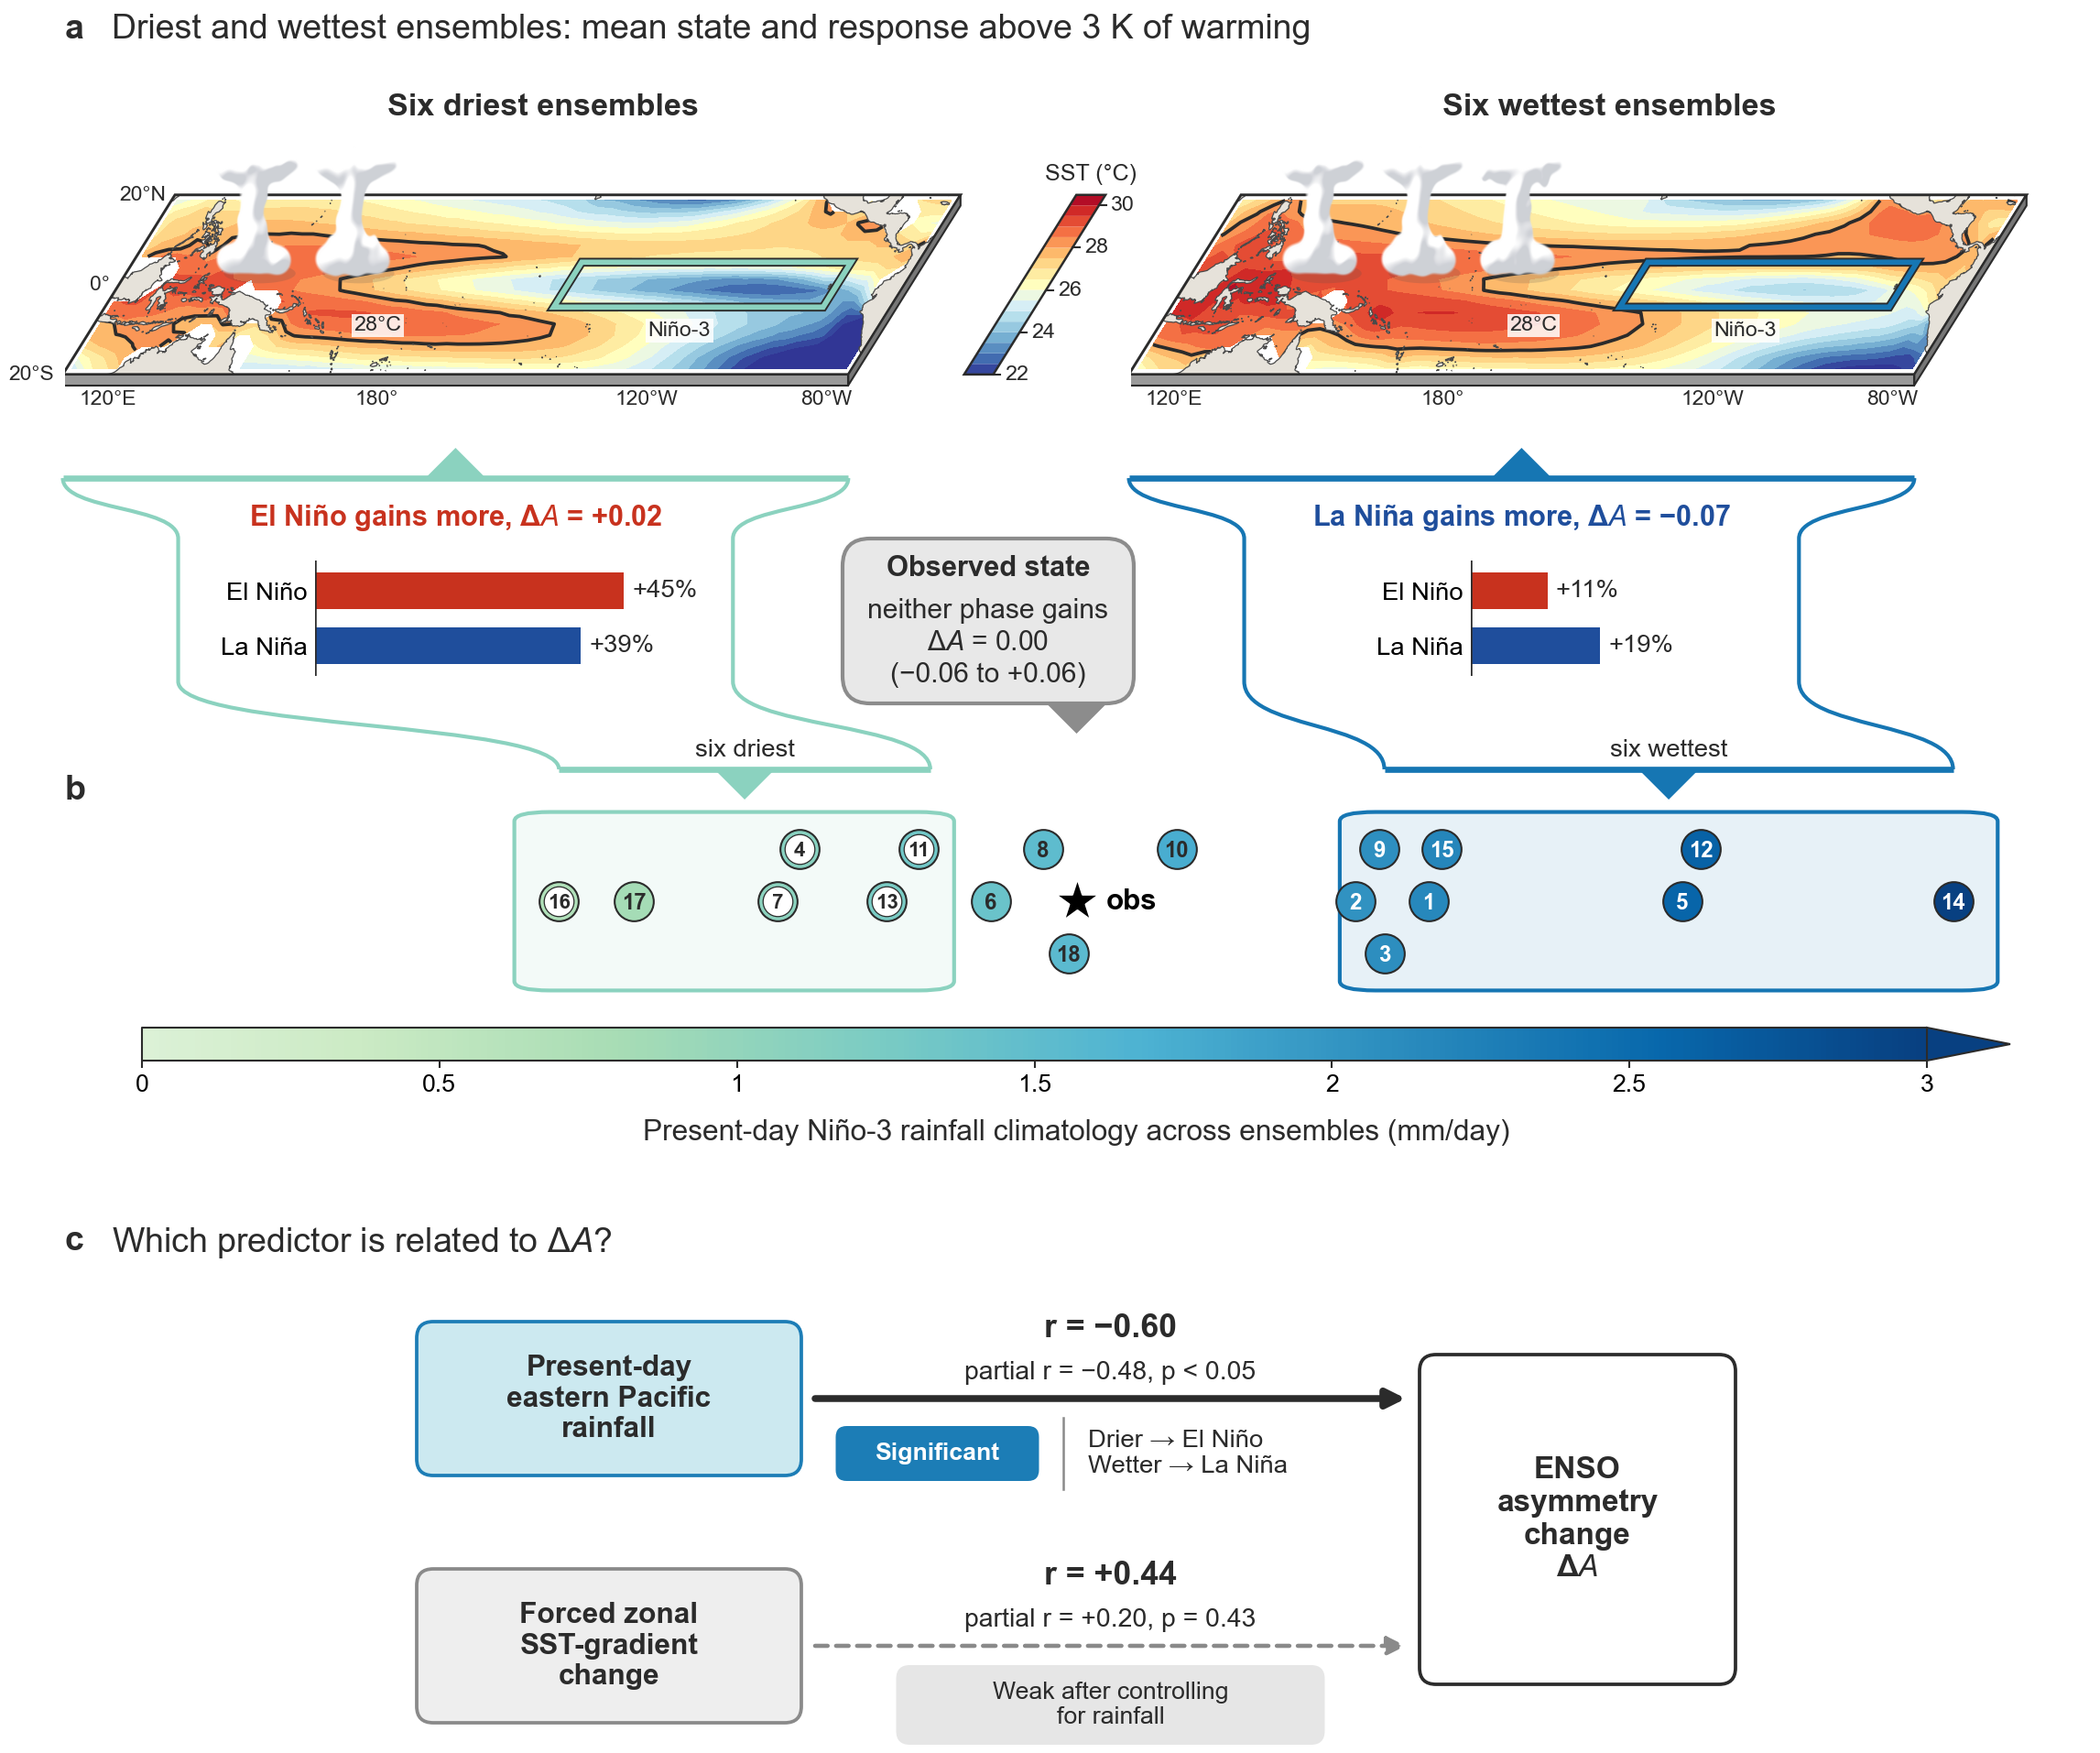 a Driest and wettest ensembles: mean state and response above 3 K of warming
Six driest ensembles
Six wettest ensembles
SST (°C)
30
28
26
24
22
20°N
0°
20°S
28°C
Niño-3
120°E 180° 120°W 80°W
28°C
Niño-3
120°E 180° 120°W 80°W
El Niño gains more, ΔA = +0.02
El Niño +45%
La Niña +39%
Observed state
neither phase gains
ΔA = 0.00
(−0.06 to +0.06)
La Niña gains more, ΔA = −0.07
El Niño +11%
La Niña +19%
six driest
six wettest
b
4 11 8 10 9 15 12
16 17 7 13 6 obs 2 1 5 14
18 3
0 0.5 1 1.5 2 2.5 3
Present-day Niño-3 rainfall climatology across ensembles (mm/day)
c Which predictor is related to ΔA?
Present-day
eastern Pacific
rainfall
r = −0.60
partial r = −0.48, p < 0.05
Significant
Drier → El Niño
Wetter → La Niña
ENSO
asymmetry
change
ΔA
Forced zonal
SST-gradient
change
r = +0.44
partial r = +0.20, p = 0.43
Weak after controlling
for rainfall